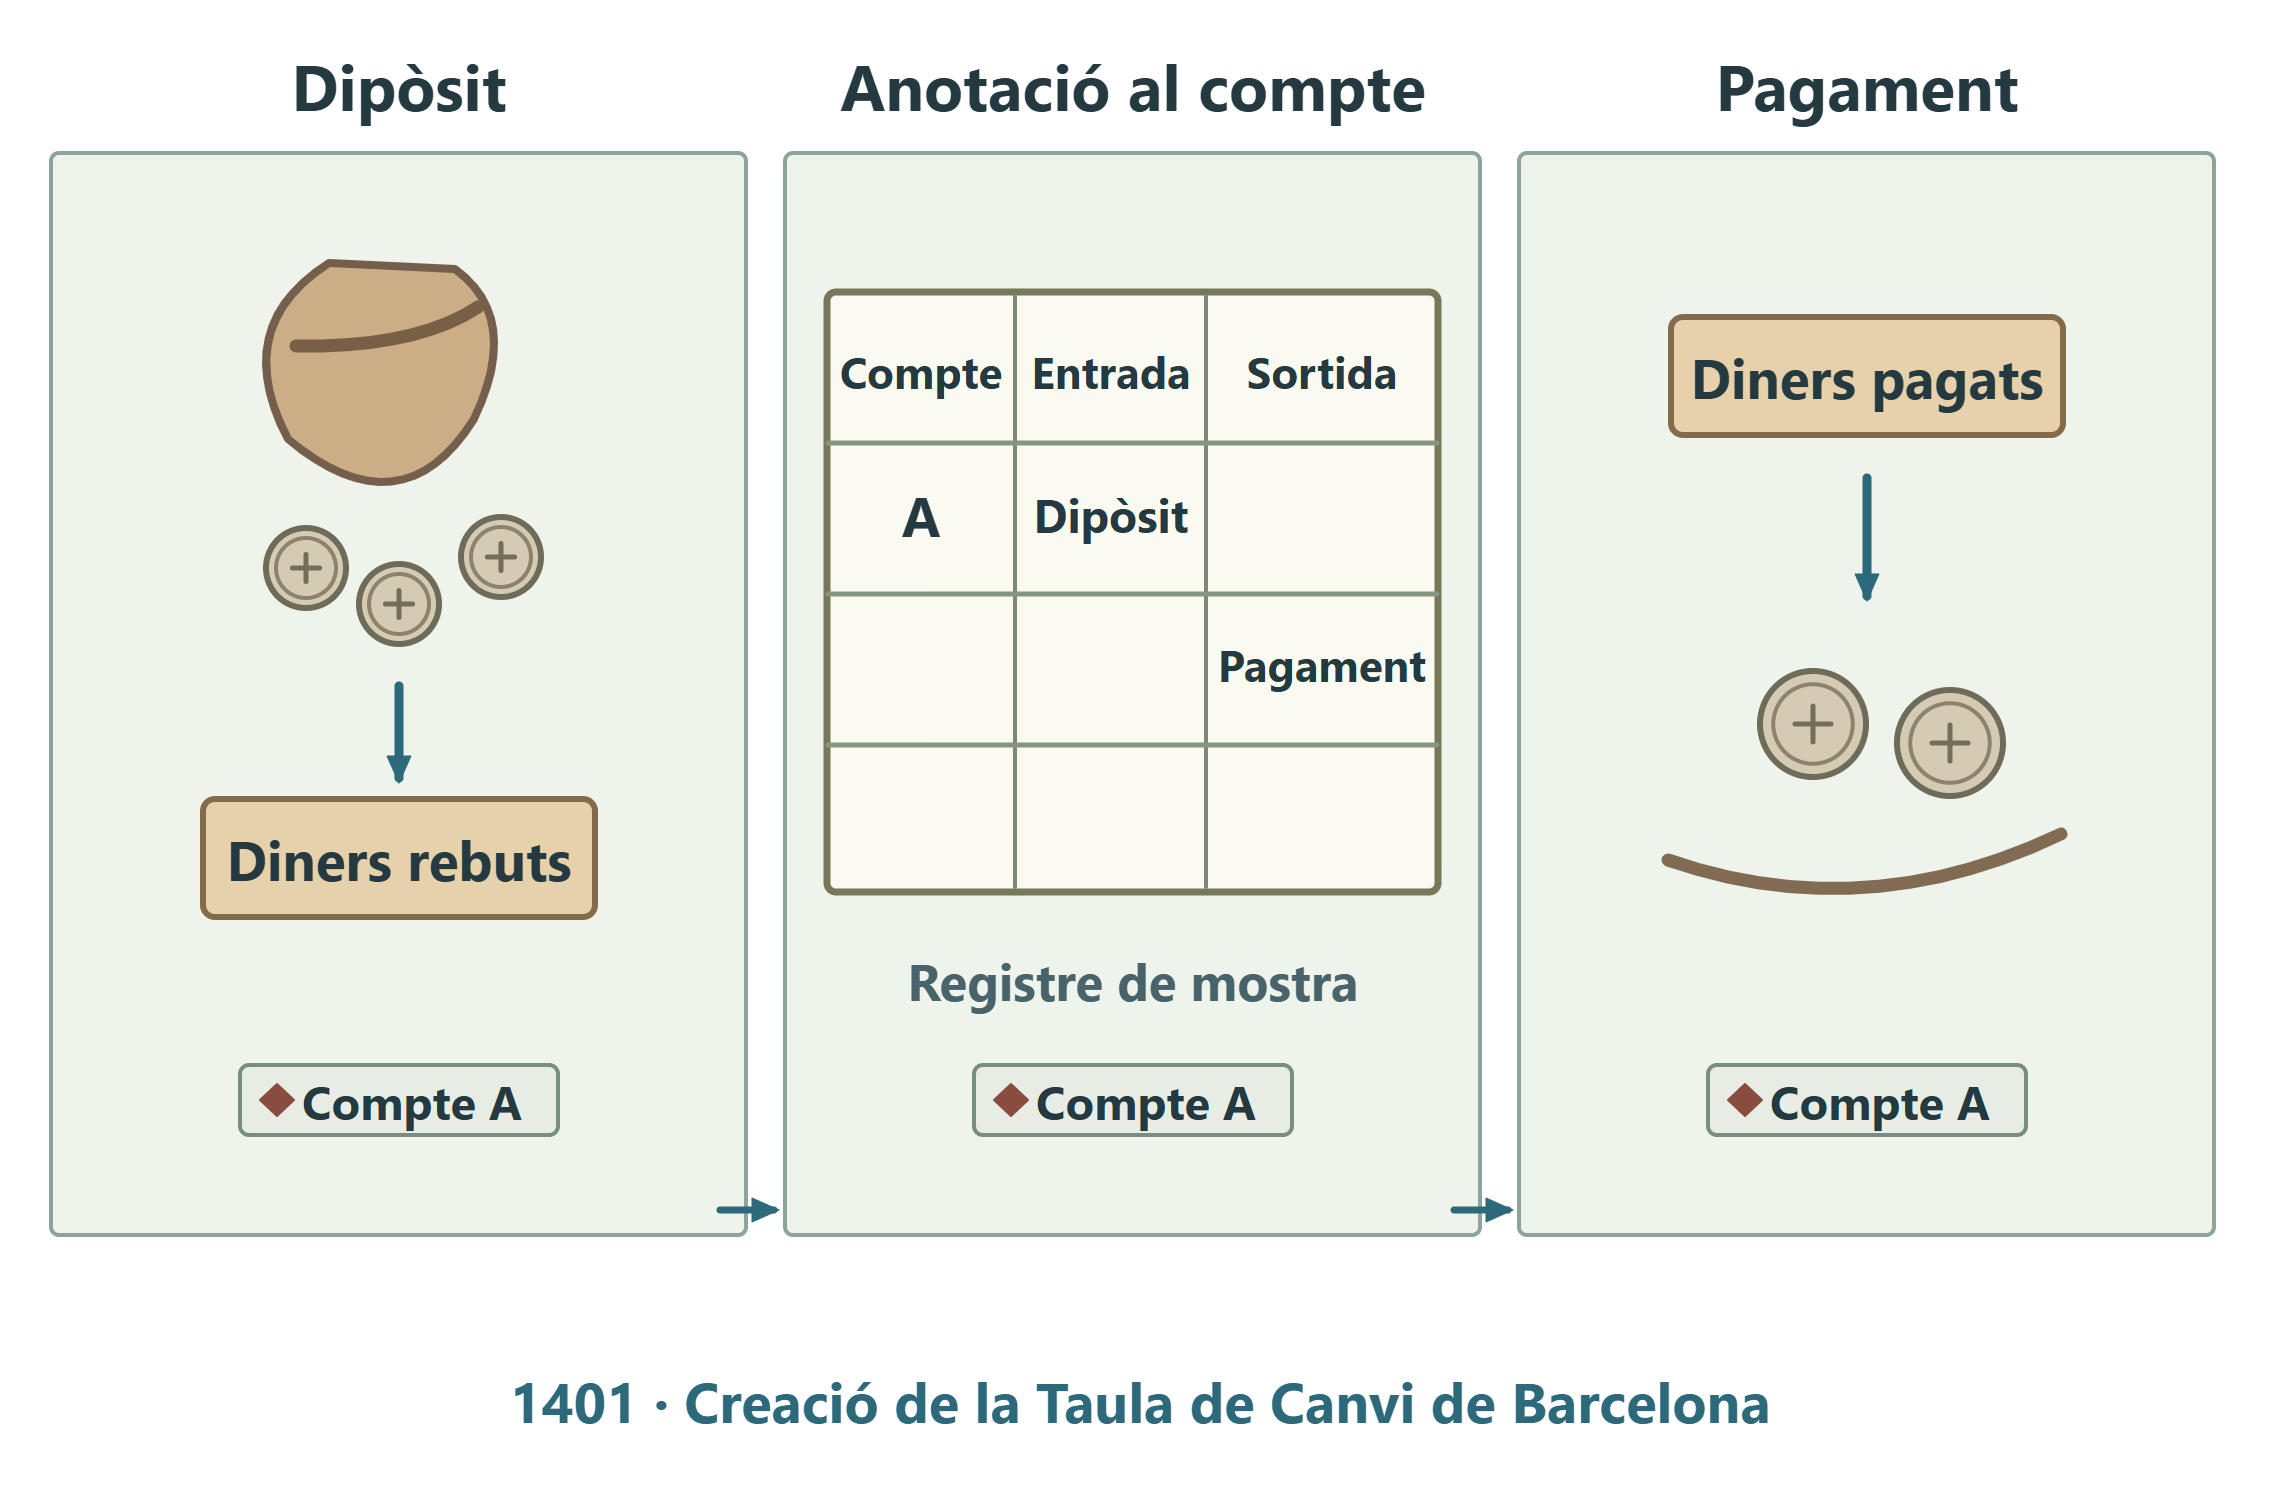 Dipòsit
Diners rebuts
Compte A
Anotació al compte
Compte Entrada Sortida
A Dipòsit
Pagament
Registre de mostra
Compte A
Pagament
Diners pagats
Compte A
1401 · Creació de la Taula de Canvi de Barcelona